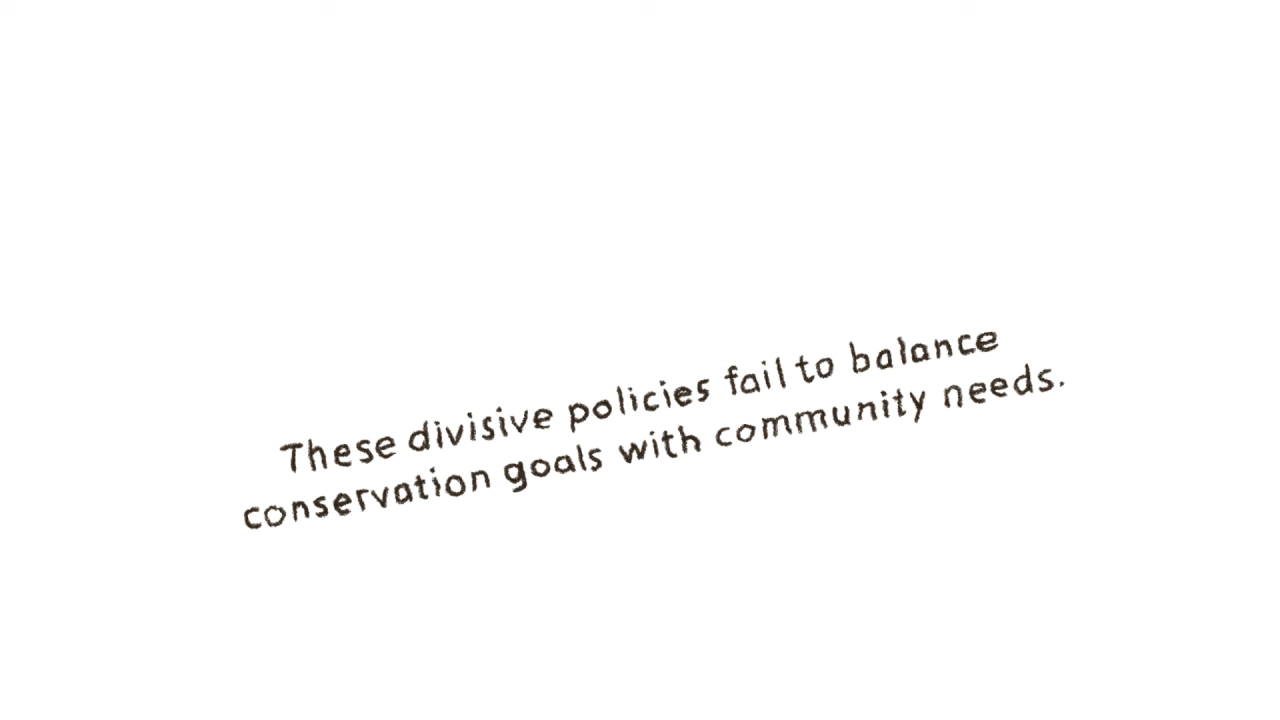 These divisive policies fail to balance
conservation goals with community needs.